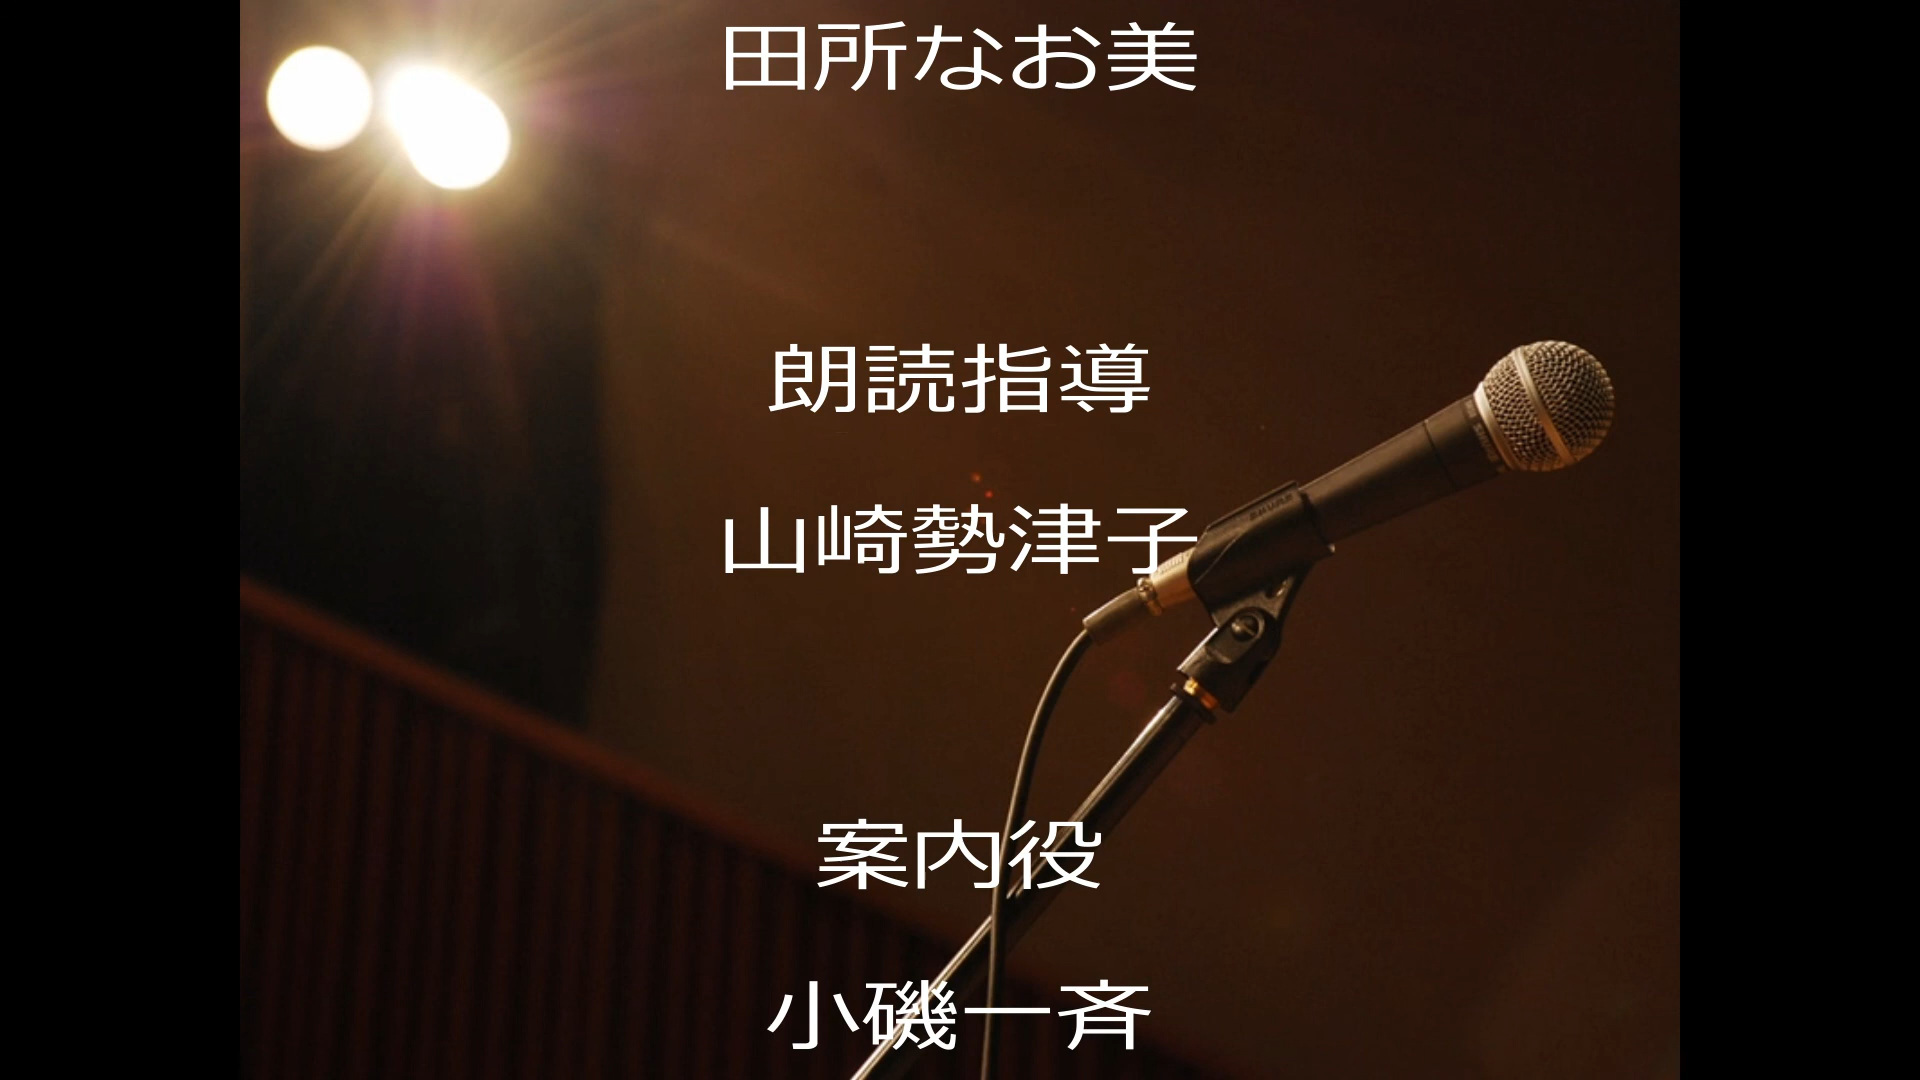 田所なお美
朗読指導
山崎勢津子
案内役
小磯一斉